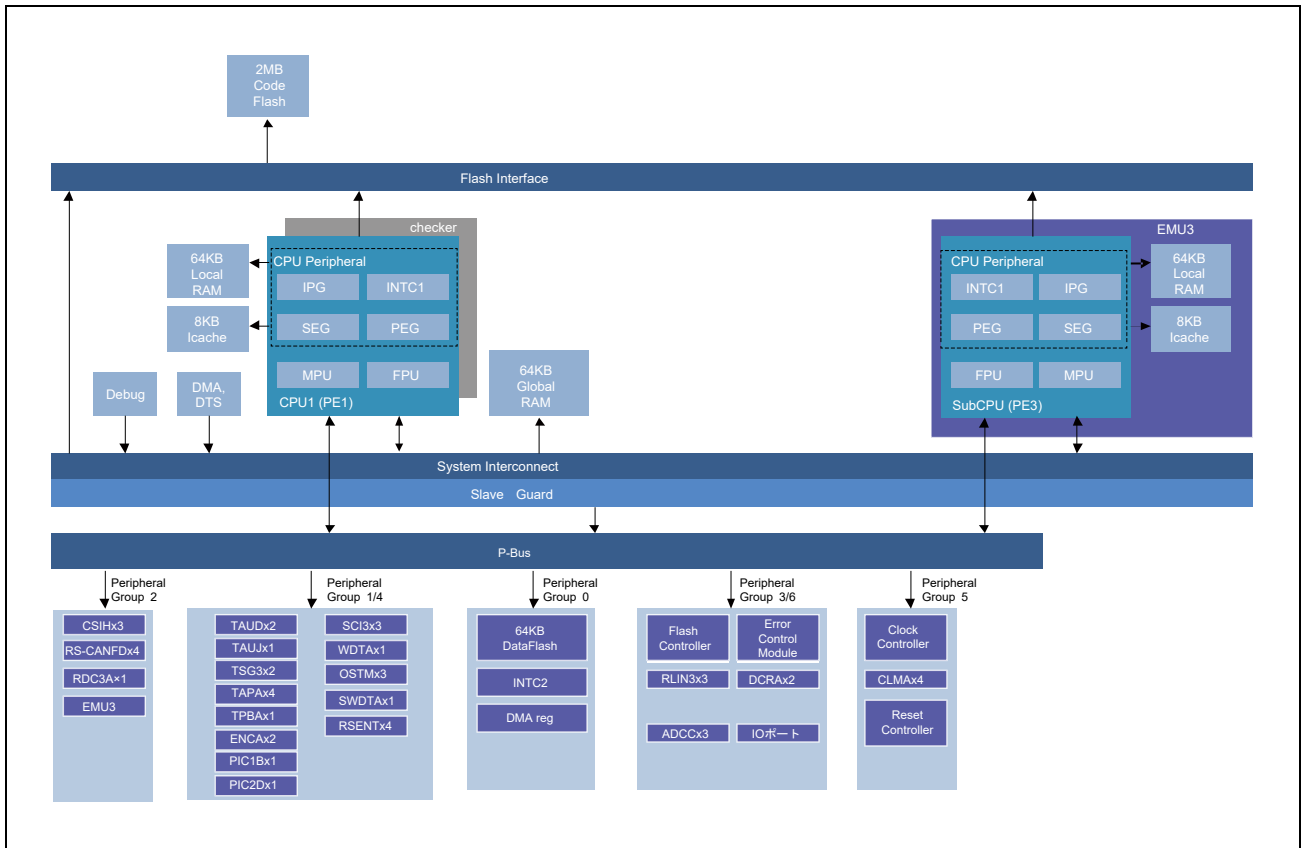 2MB
Code
Flash
Flash Interface
checker
CPU Peripheral
IPG
INTC1
SEG
PEG
MPU
FPU
CPU1 (PE1)
64KB
Local
RAM
8KB
Icache
Debug
DMA,
DTS
64KB
Global
RAM
EMU3
CPU Peripheral
INTC1
IPG
PEG
SEG
FPU
MPU
SubCPU (PE3)
64KB
Local
RAM
8KB
Icache
System Interconnect
Slave Guard
P-Bus
Peripheral
Group 2
CSIHx3
RS-CANFDx4
RDC3A×1
EMU3
Peripheral
Group 1/4
TAUDx2
TAUJx1
TSG3x2
TAPAx4
TPBAx1
ENCAx2
PIC1Bx1
PIC2Dx1
SCI3x3
WDTAx1
OSTMx3
SWDTAx1
RSENTx4
Peripheral
Group 0
64KB
DataFlash
INTC2
DMA reg
Peripheral
Group 3/6
Flash
Controller
Error
Control
Module
RLIN3x3
DCRAx2
ADCCx3
IOポート
Peripheral
Group 5
Clock
Controller
CLMAx4
Reset
Controller